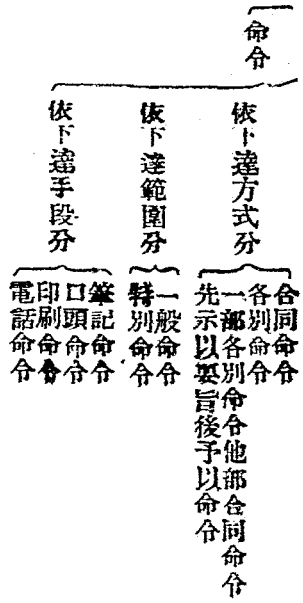 命令
依下達方式分
合同命令
各別命令
一部各別命令他部合同命令
先示以要旨後予以命令
依下達範圍分
一般命令
特別命令
依下達手段分
筆記命令
口頭命令
印刷命令
電話命令